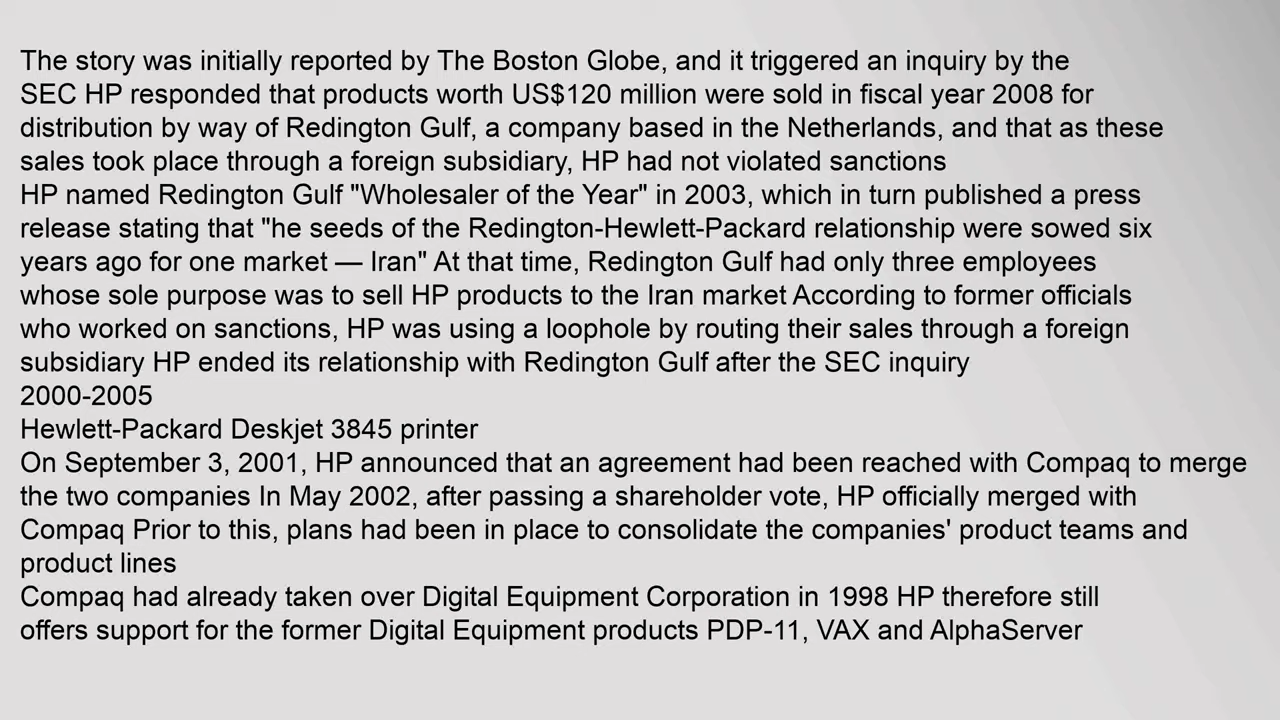 The story was initially reported by The Boston Globe, and it triggered an inquiry by the
SEC HP responded that products worth US$120 million were sold in fiscal year 2008 for
distribution by way of Redington Gulf, a company based in the Netherlands, and that as these
sales took place through a foreign subsidiary, HP had not violated sanctions
HP named Redington Gulf "Wholesaler of the Year" in 2003, which in turn published a press
release stating that "he seeds of the Redington-Hewlett-Packard relationship were sowed six
years ago for one market — Iran" At that time, Redington Gulf had only three employees
whose sole purpose was to sell HP products to the Iran market According to former officials
who worked on sanctions, HP was using a loophole by routing their sales through a foreign
subsidiary HP ended its relationship with Redington Gulf after the SEC inquiry
2000-2005
Hewlett-Packard Deskjet 3845 printer
On September 3, 2001, HP announced that an agreement had been reached with Compaq to merge
the two companies In May 2002, after passing a shareholder vote, HP officially merged with
Compaq Prior to this, plans had been in place to consolidate the companies' product teams and
product lines
Compaq had already taken over Digital Equipment Corporation in 1998 HP therefore still
offers support for the former Digital Equipment products PDP-11, VAX and AlphaServer